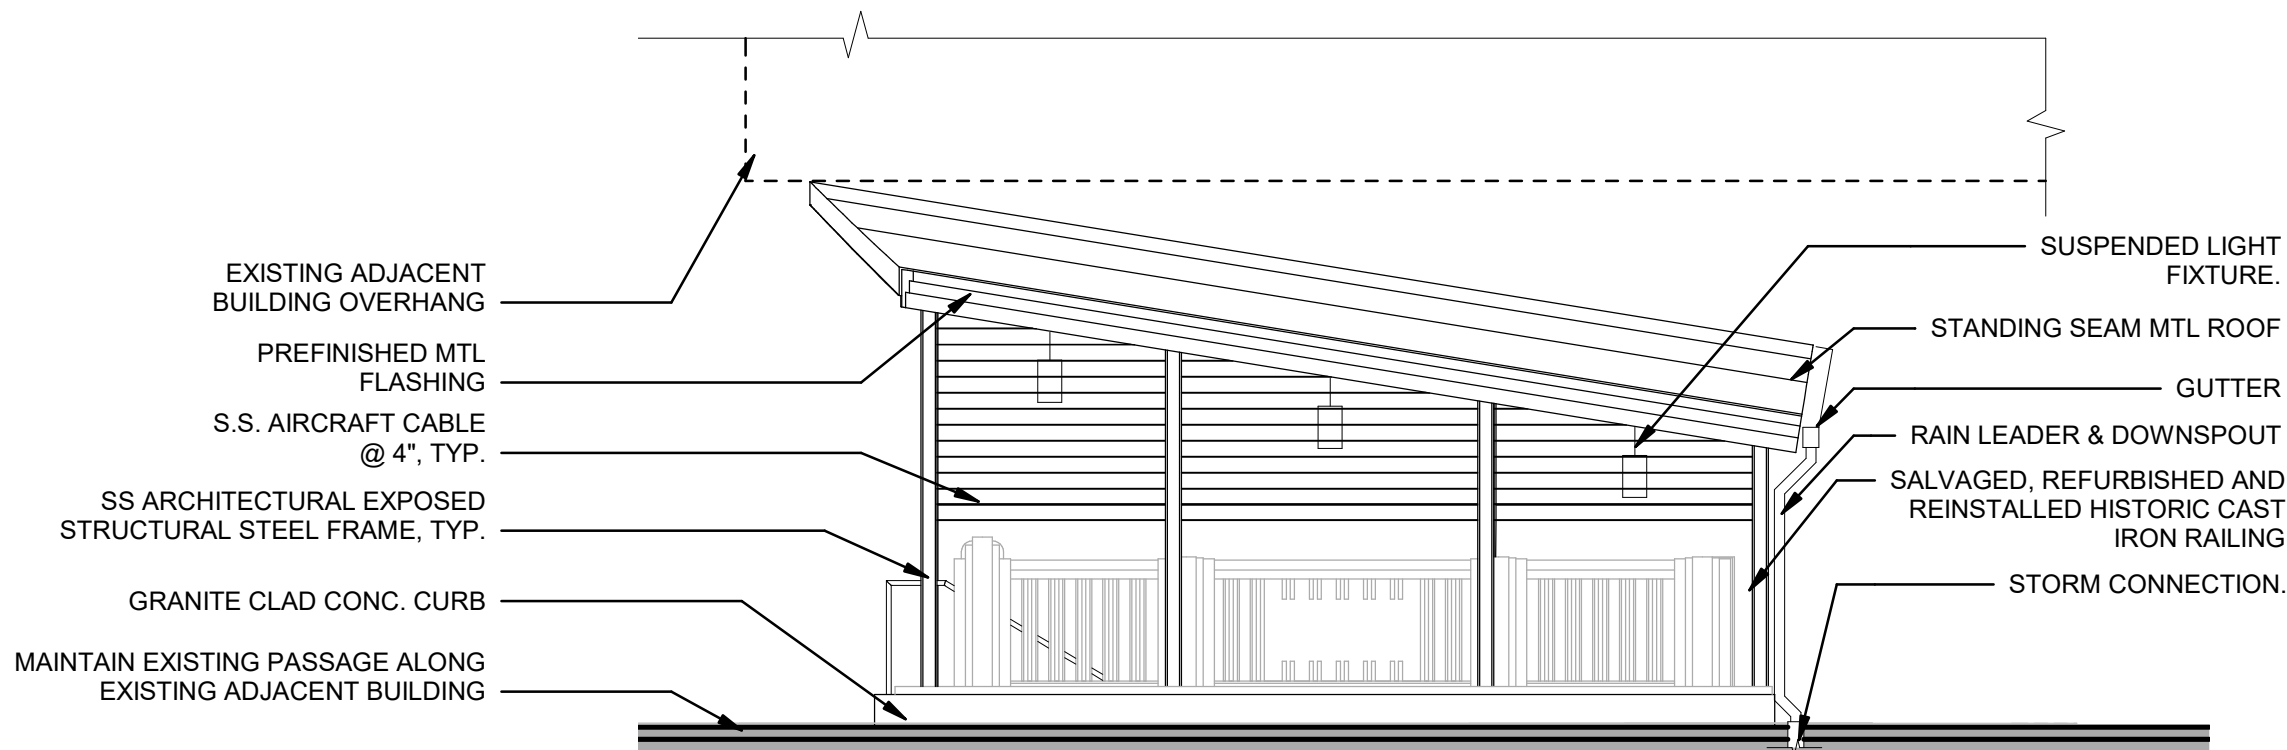 EXISTING ADJACENT
BUILDING OVERHANG
PREFINISHED MTL
FLASHING
S.S. AIRCRAFT CABLE
@ 4", TYP.
SS ARCHITECTURAL EXPOSED
STRUCTURAL STEEL FRAME, TYP.
GRANITE CLAD CONC. CURB
MAINTAIN EXISTING PASSAGE ALONG
EXISTING ADJACENT BUILDING
SUSPENDED LIGHT
FIXTURE.
STANDING SEAM MTL ROOF
GUTTER
RAIN LEADER & DOWNSPOUT
SALVAGED, REFURBISHED AND
REINSTALLED HISTORIC CAST
IRON RAILING
STORM CONNECTION.